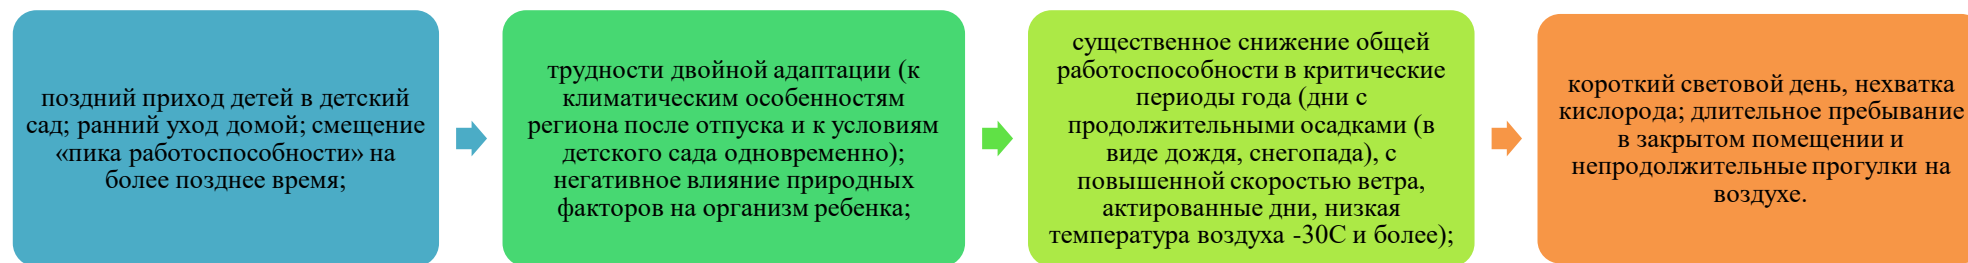 поздний приход детей в детский
сад; ранний уход домой; смещение
«пика работоспособности» на
более позднее время;
трудности двойной адаптации (к
климатическим особенностям
региона после отпуска и к условиям
детского сада одновременно);
негативное влияние природных
факторов на организм ребенка;
существенное снижение общей
работоспособности в критические
периоды года (дни с
продолжительными осадками (в
виде дождя, снегопада), с
повышенной скоростью ветра,
актированные дни, низкая
температура воздуха -30С и более);
короткий световой день, нехватка
кислорода; длительное пребывание
в закрытом помещении и
непродолжительные прогулки на
воздухе.